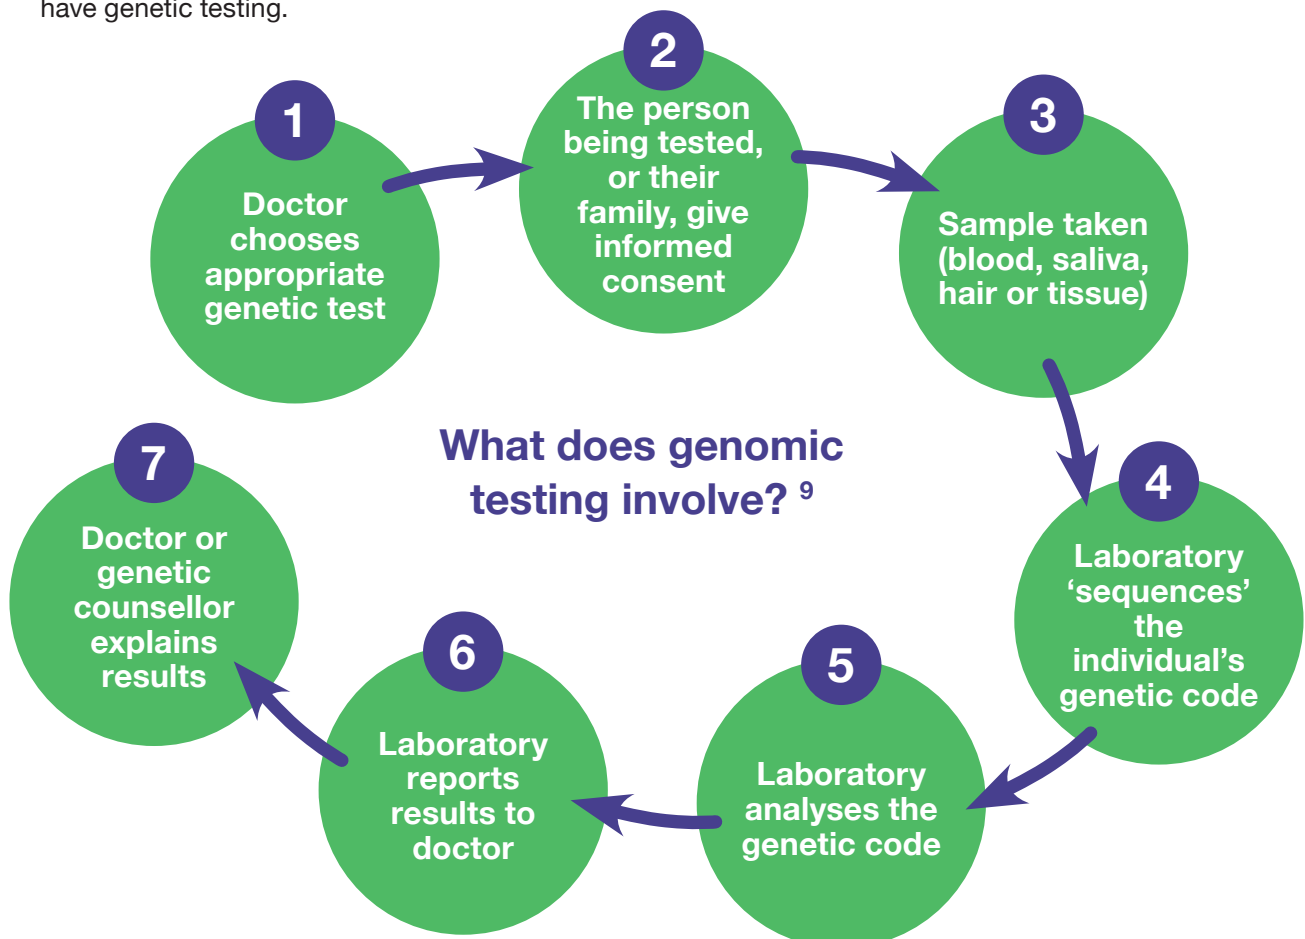 have genetic testing.
1
Doctor
chooses
appropriate
genetic test
2
The person
being tested,
or their
family, give
informed
consent
3
Sample taken
(blood, saliva,
hair or tissue)
What does genomic
testing involve? 9
4
Laboratory
‘sequences’
the
individual’s
genetic code
5
Laboratory
analyses the
genetic code
6
Laboratory
reports
results to
doctor
7
Doctor or
genetic
counsellor
explains
results